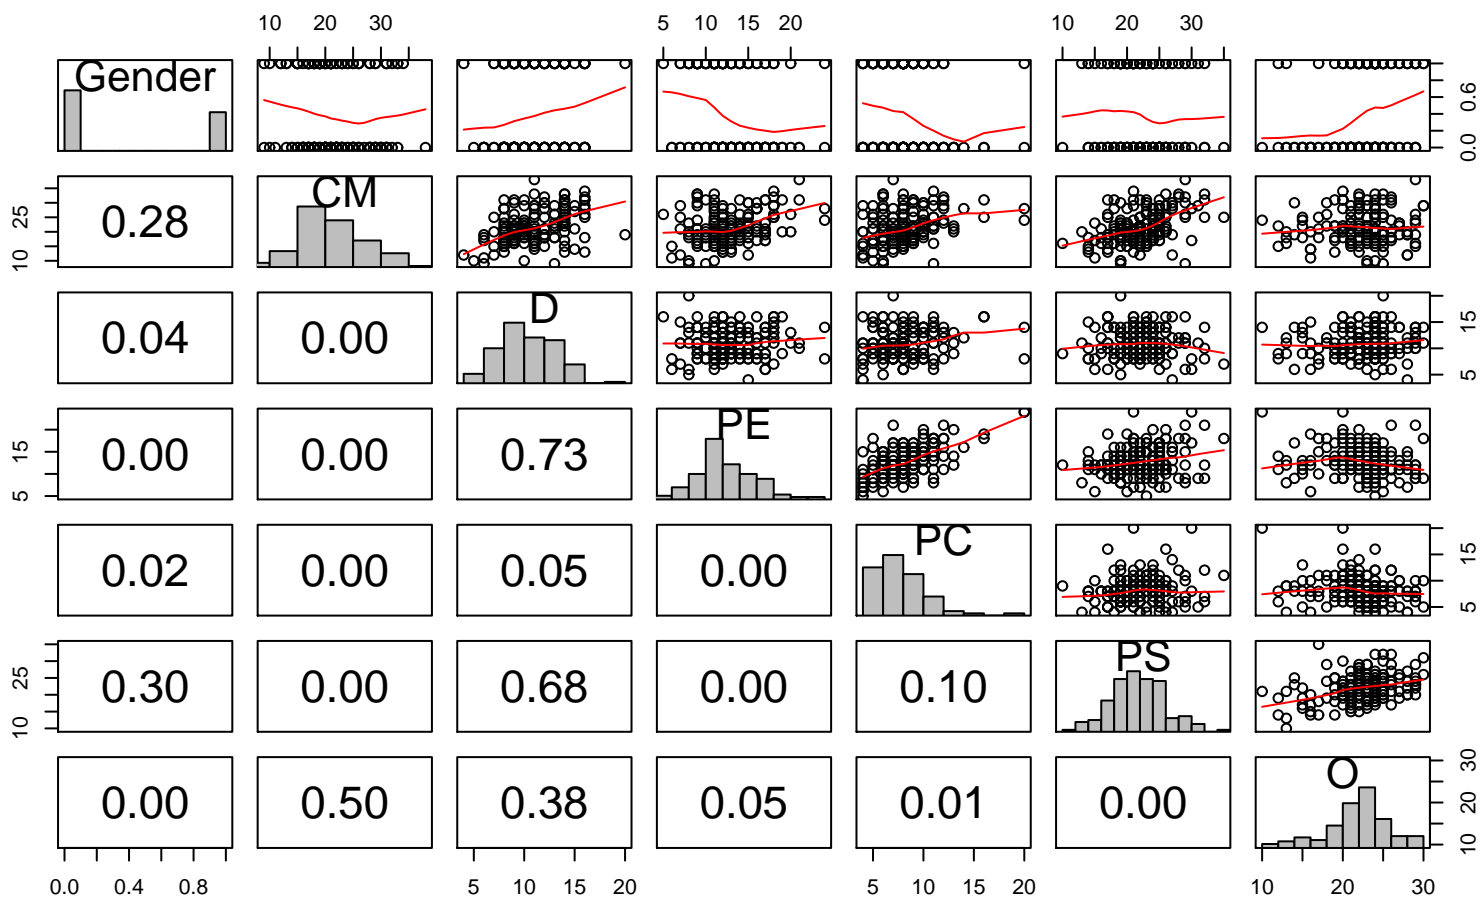 10 20 30 5 10 15 20 10 20 30
Gender 0.0 0.6
10 25 0.28 CM
0.04 0.00 D 5 15
5 15 0.00 0.00 0.73 PE
0.02 0.00 0.05 0.00 PC 5 15
10 25 0.30 0.00 0.68 0.00 0.10 PS
0.00 0.50 0.38 0.05 0.01 0.00 O 10 20 30
0.0 0.4 0.8 5 10 15 20 5 10 15 20 10 20 30